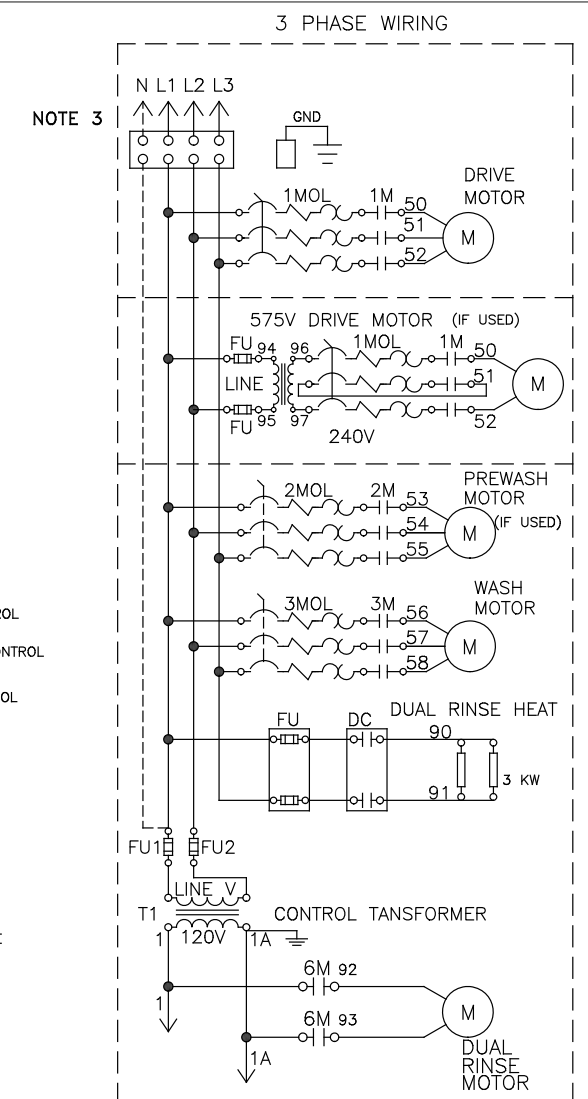 3 PHASE WIRING
N L1 L2 L3
NOTE 3
GND
DRIVE
MOTOR
1MOL 1M 50
51
52
M
575V DRIVE MOTOR (IF USED)
FU 94 96 1MOL 1M 50
LINE 51
M
FU 95 97 52
240V
PREWASH
MOTOR
(IF USED)
2MOL 2M 53
54
55
M
WASH
MOTOR
3MOL 3M 56
57
58
M
ROL
ONTROL
OL
DUAL RINSE HEAT
FU DC 90
91 3 KW
FU1 FU2
LINE V
T1 CONTROL TANSFORMER
1 120V 1A
E
6M 92
1
M
6M 93
1A
DUAL
RINSE
MOTOR